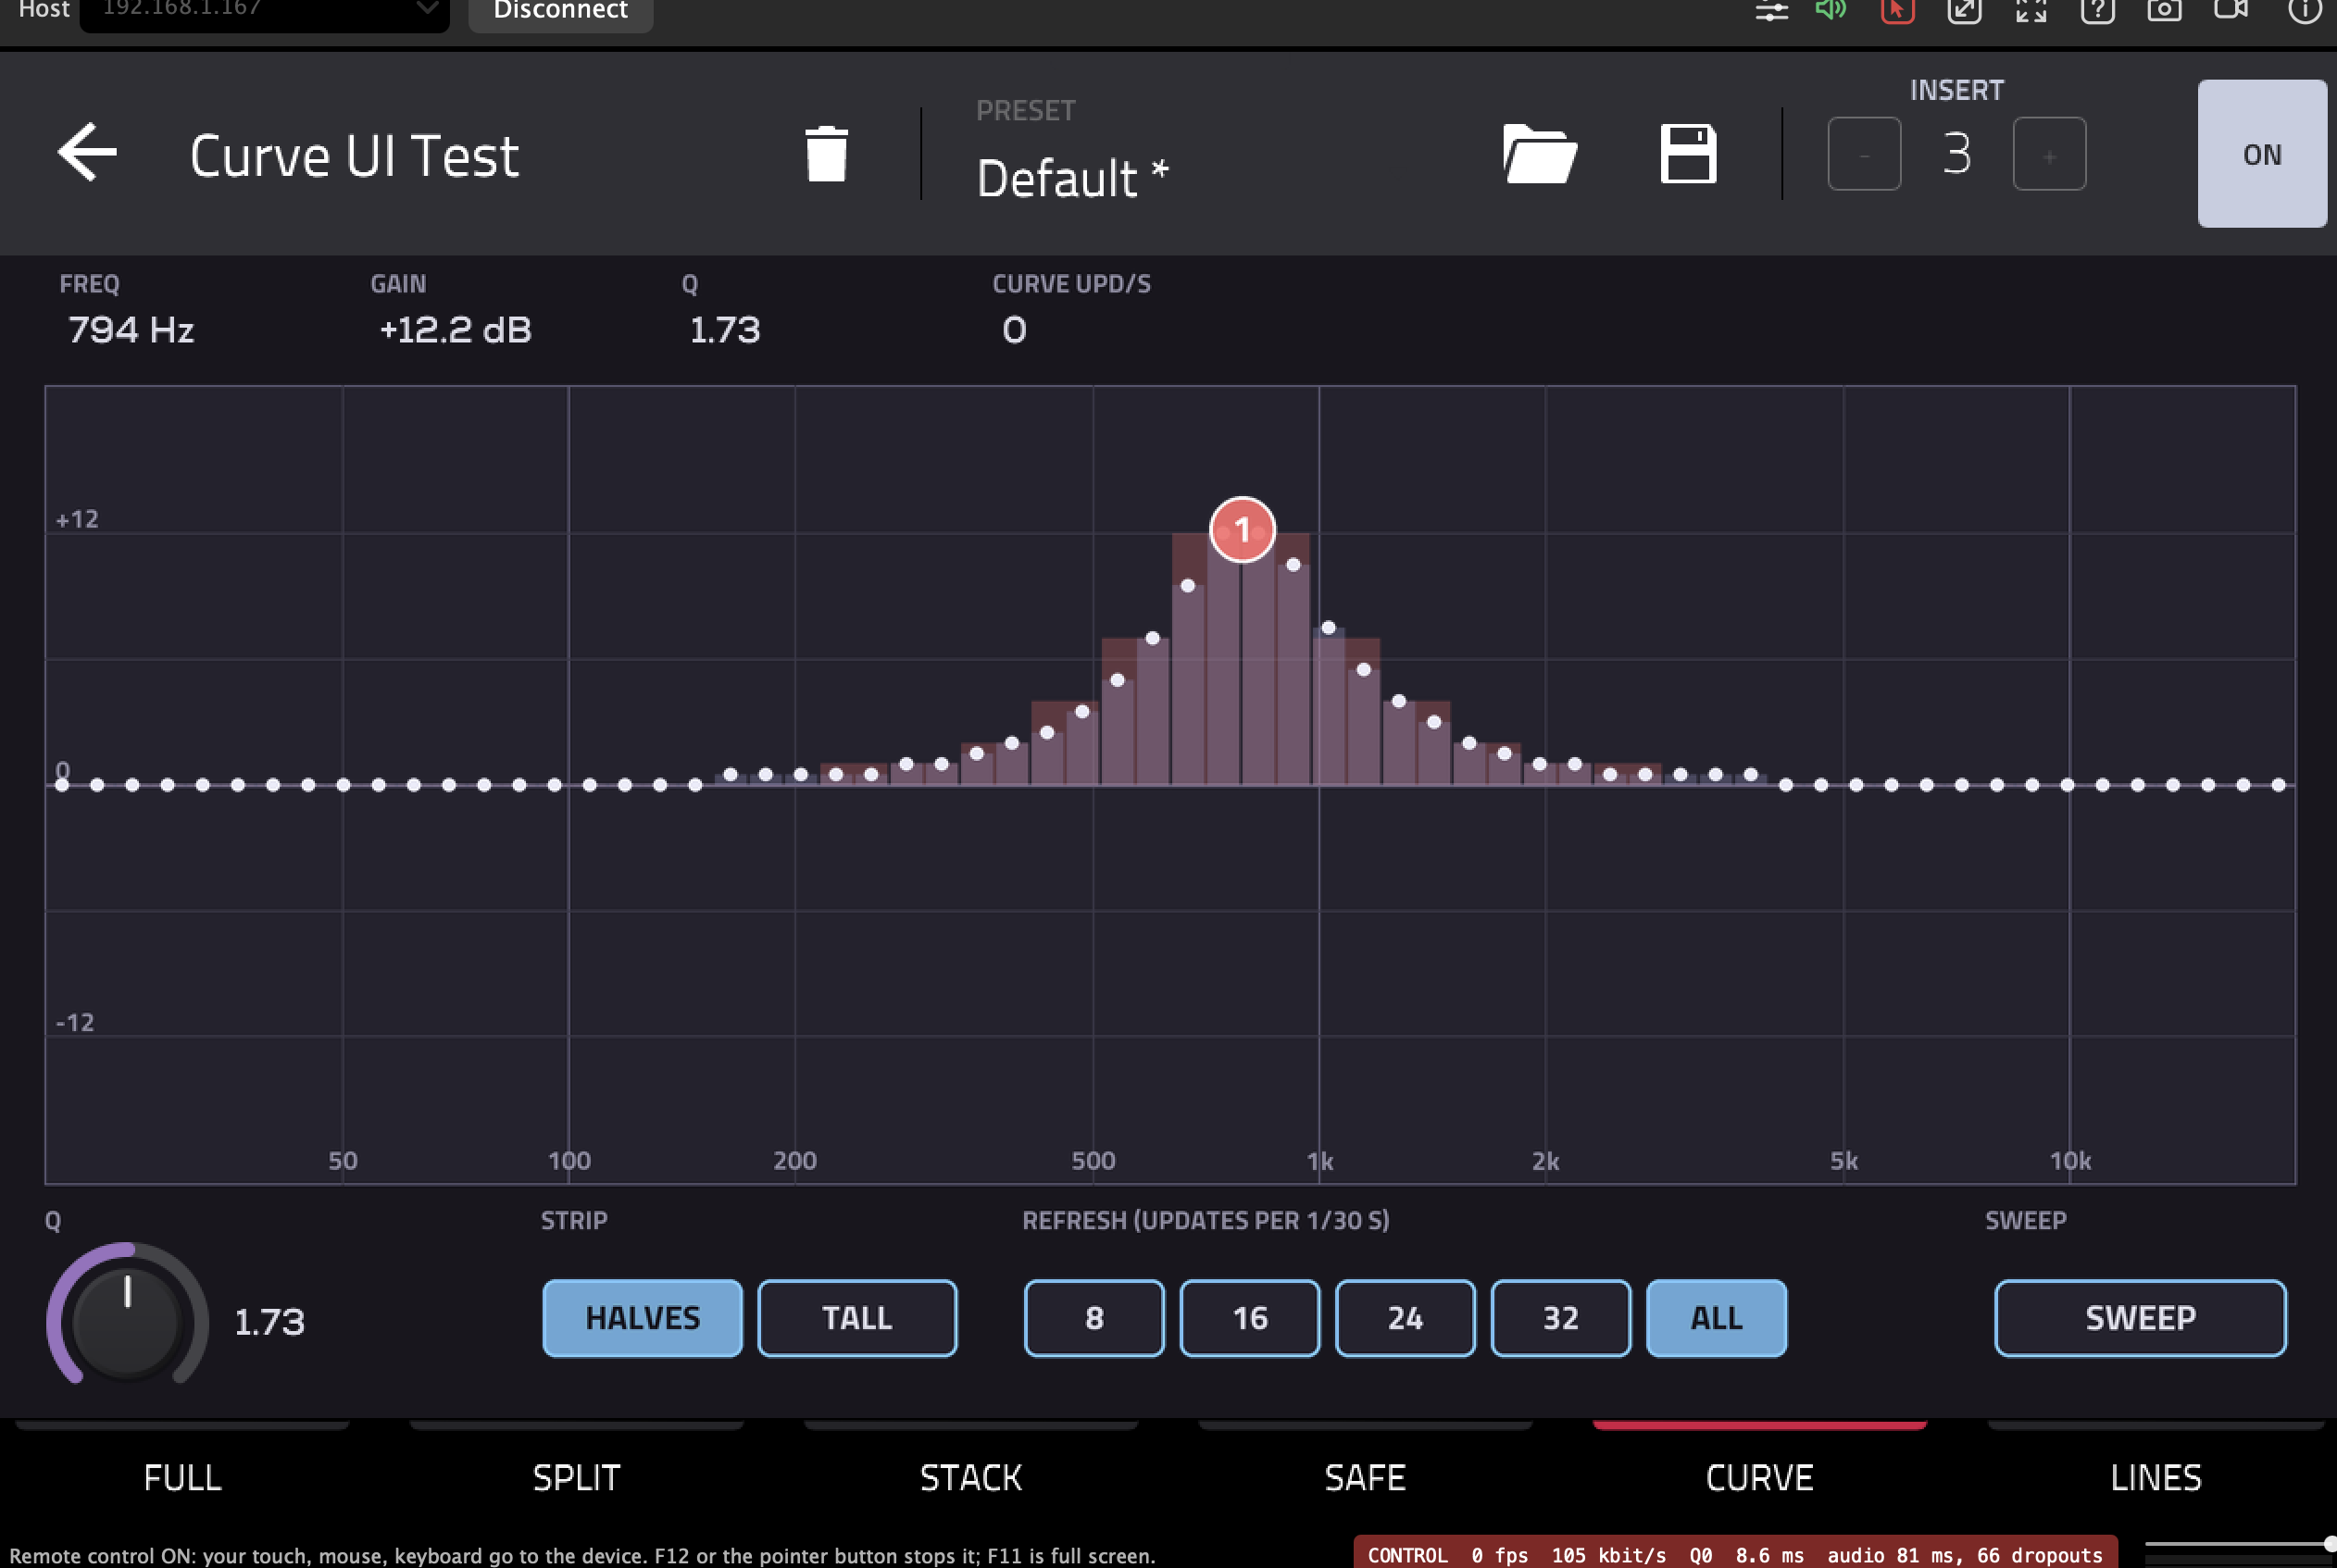 Host 192.168.1.167 Disconnect
Curve UI Test
PRESET
Default *
INSERT
- 3 +
ON
FREQ GAIN Q CURVE UPD/S
794 Hz +12.2 dB 1.73 0
+12
1
0
-12
50 100 200 500 1k 2k 5k 10k
Q STRIP REFRESH (UPDATES PER 1/30 S) SWEEP
1.73 HALVES TALL 8 16 24 32 ALL SWEEP
FULL SPLIT STACK SAFE CURVE LINES
Remote control ON: your touch, mouse, keyboard go to the device. F12 or the pointer button stops it; F11 is full screen.
CONTROL 0 fps 105 kbit/s Q0 8.6 ms audio 81 ms, 66 dropouts